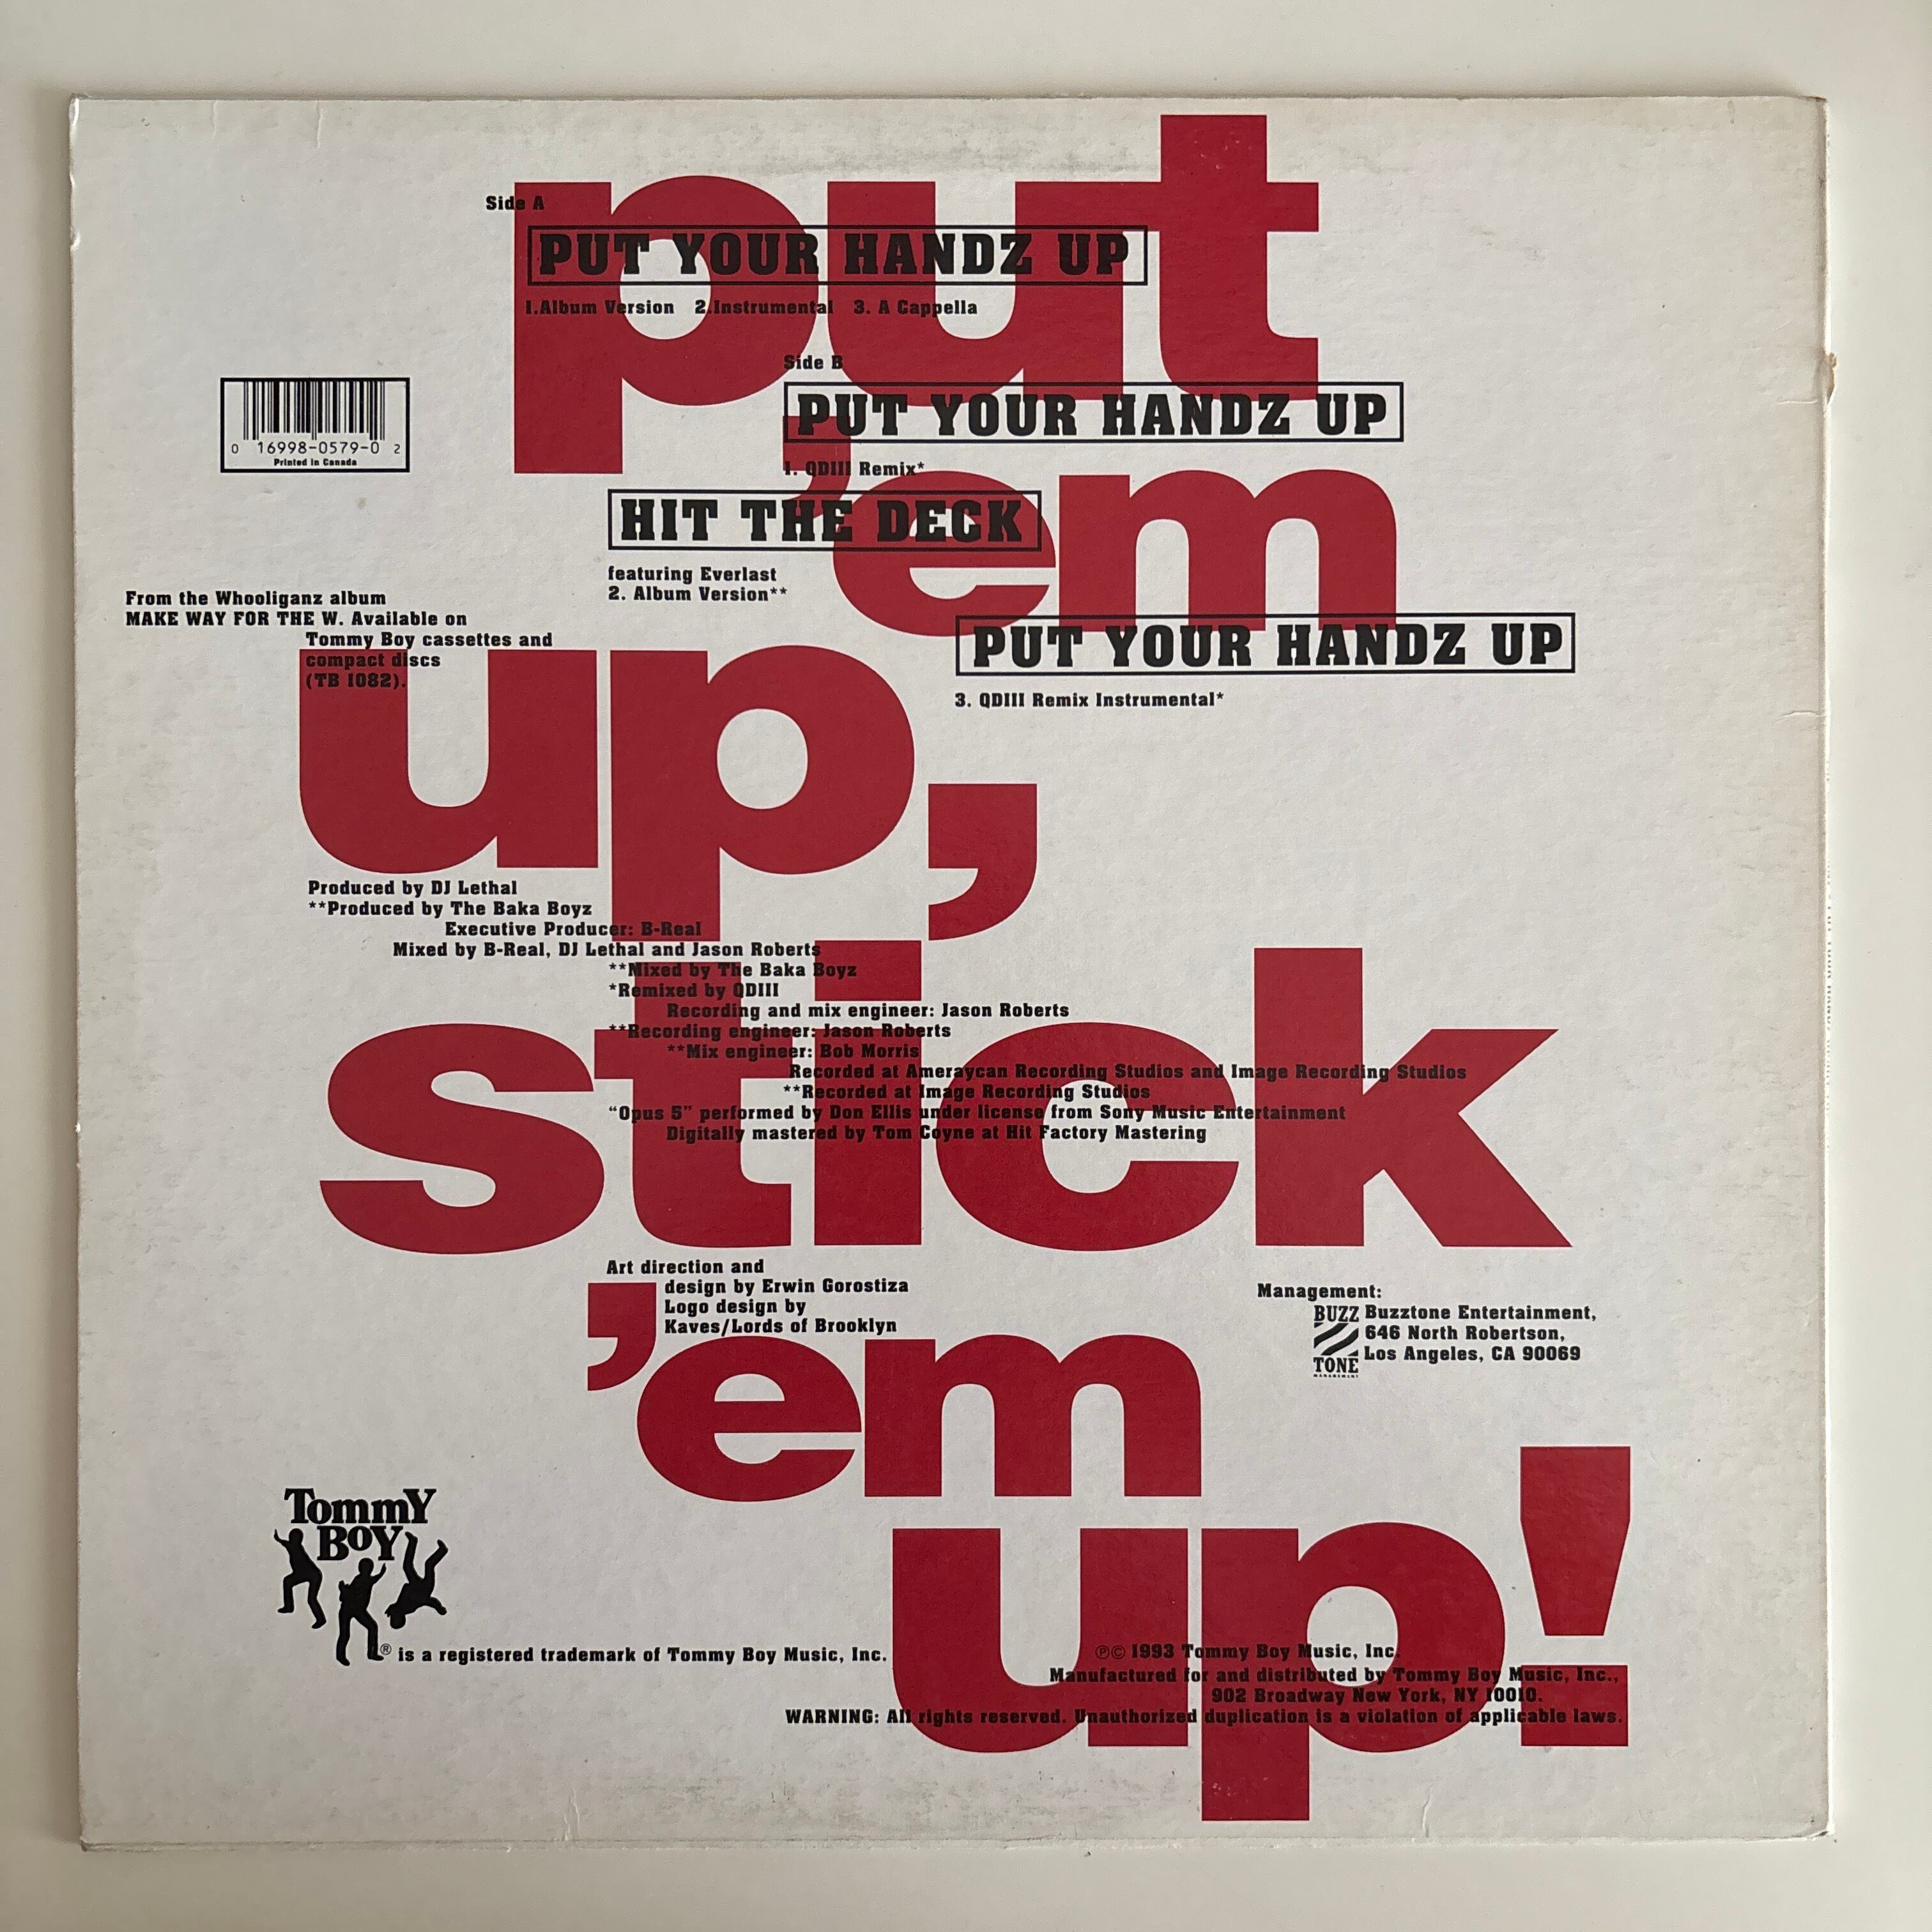 put
'em
up,
stick
'em
up!
Side A
PUT YOUR HANDZ UP
1.Album Version 2.Instrumental 3. A Cappella
Side B
PUT YOUR HANDZ UP
1. QDIII Remix*
HIT THE DECK
featuring Everlast
2. Album Version**
PUT YOUR HANDZ UP
3. QDIII Remix Instrumental*
0 16998-0579-0 2
Printed in Canada
From the Whooliganz album
MAKE WAY FOR THE W. Available on
Tommy Boy cassettes and
compact discs
(TB 1082).
Produced by DJ Lethal
**Produced by The Baka Boyz
Executive Producer: B-Real
Mixed by B-Real, DJ Lethal and Jason Roberts
**Mixed by The Baka Boyz
*Remixed by QDIII
Recording and mix engineer: Jason Roberts
**Recording engineer: Jason Roberts
**Mix engineer: Bob Morris
Recorded at Ameraycan Recording Studios and Image Recording Studios
**Recorded at Image Recording Studios
“Opus 5” performed by Don Ellis under license from Sony Music Entertainment
Digitally mastered by Tom Coyne at Hit Factory Mastering
Art direction and
design by Erwin Gorostiza
Logo design by
Kaves/Lords of Brooklyn
Management:
BUZZ
TONE
MANAGEMENT
Buzztone Entertainment,
646 North Robertson,
Los Angeles, CA 90069
TommY
BoY
® is a registered trademark of Tommy Boy Music, Inc.
℗© 1993 Tommy Boy Music, Inc.
Manufactured for and distributed by Tommy Boy Music, Inc.,
902 Broadway New York, NY 10010.
WARNING: All rights reserved. Unauthorized duplication is a violation of applicable laws.